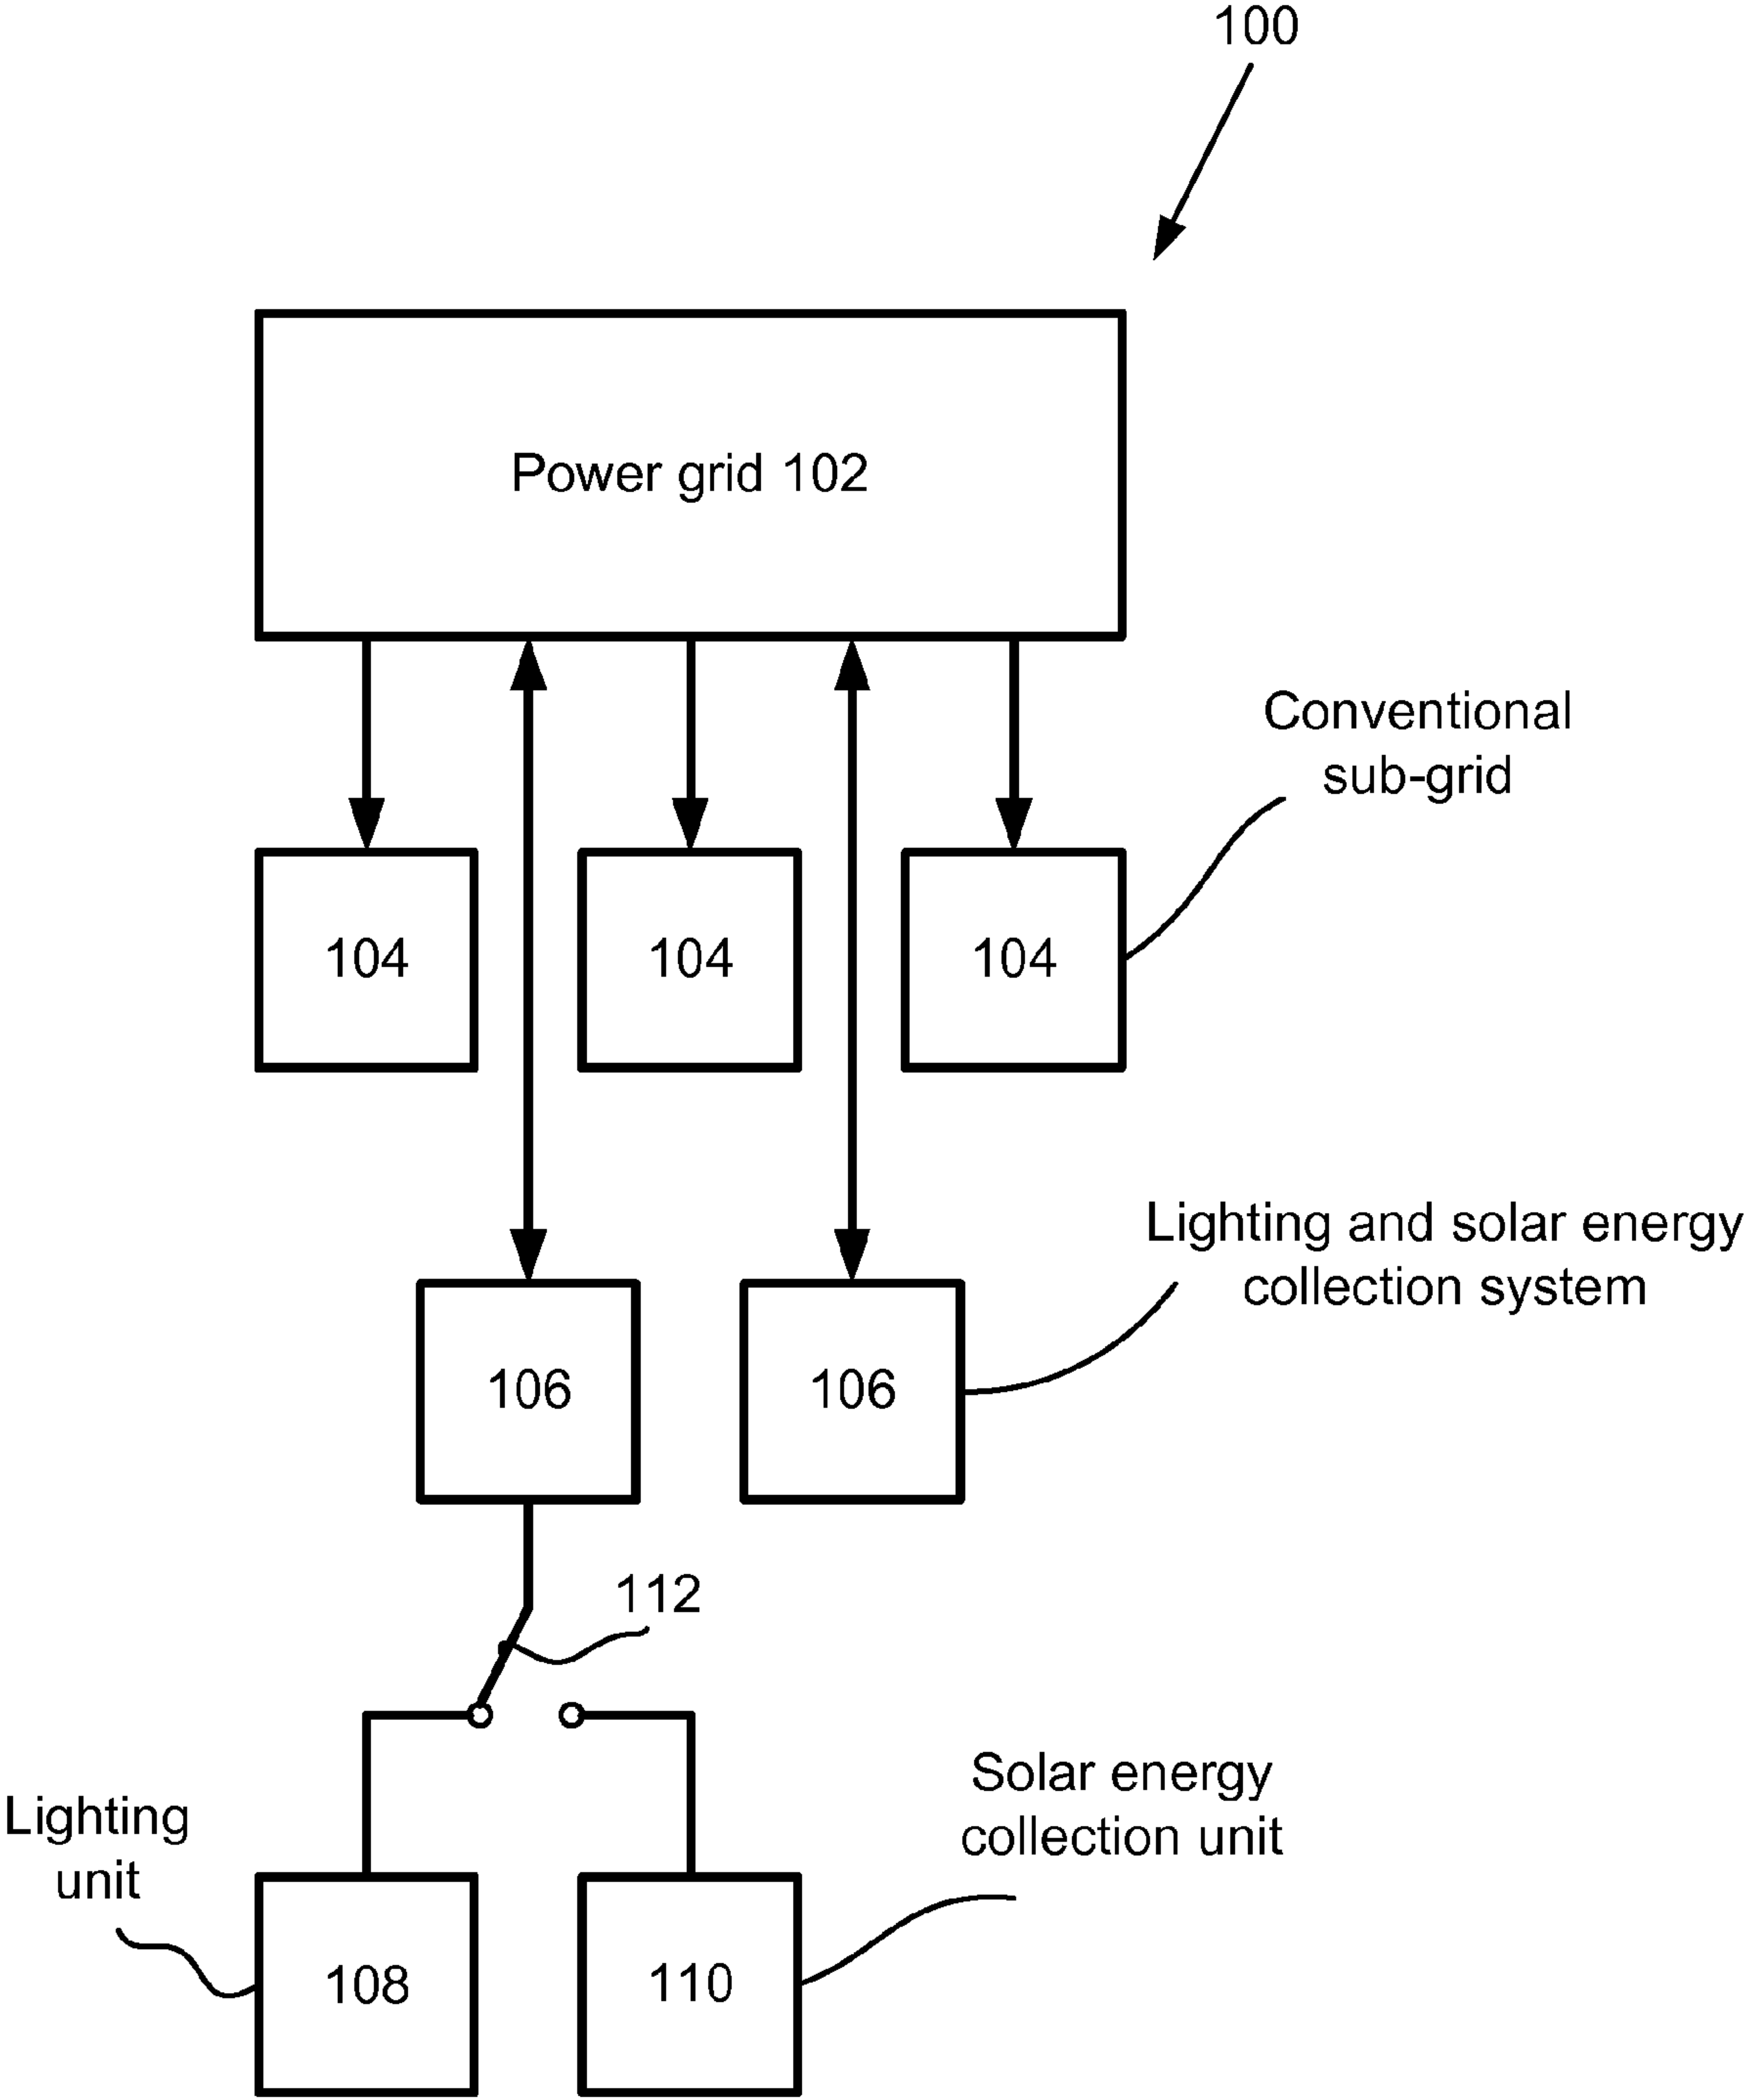 100
Power grid 102
Conventional
sub-grid
104
104
104
Lighting and solar energy
collection system
106
106
112
Solar energy
collection unit
Lighting
unit
108
110